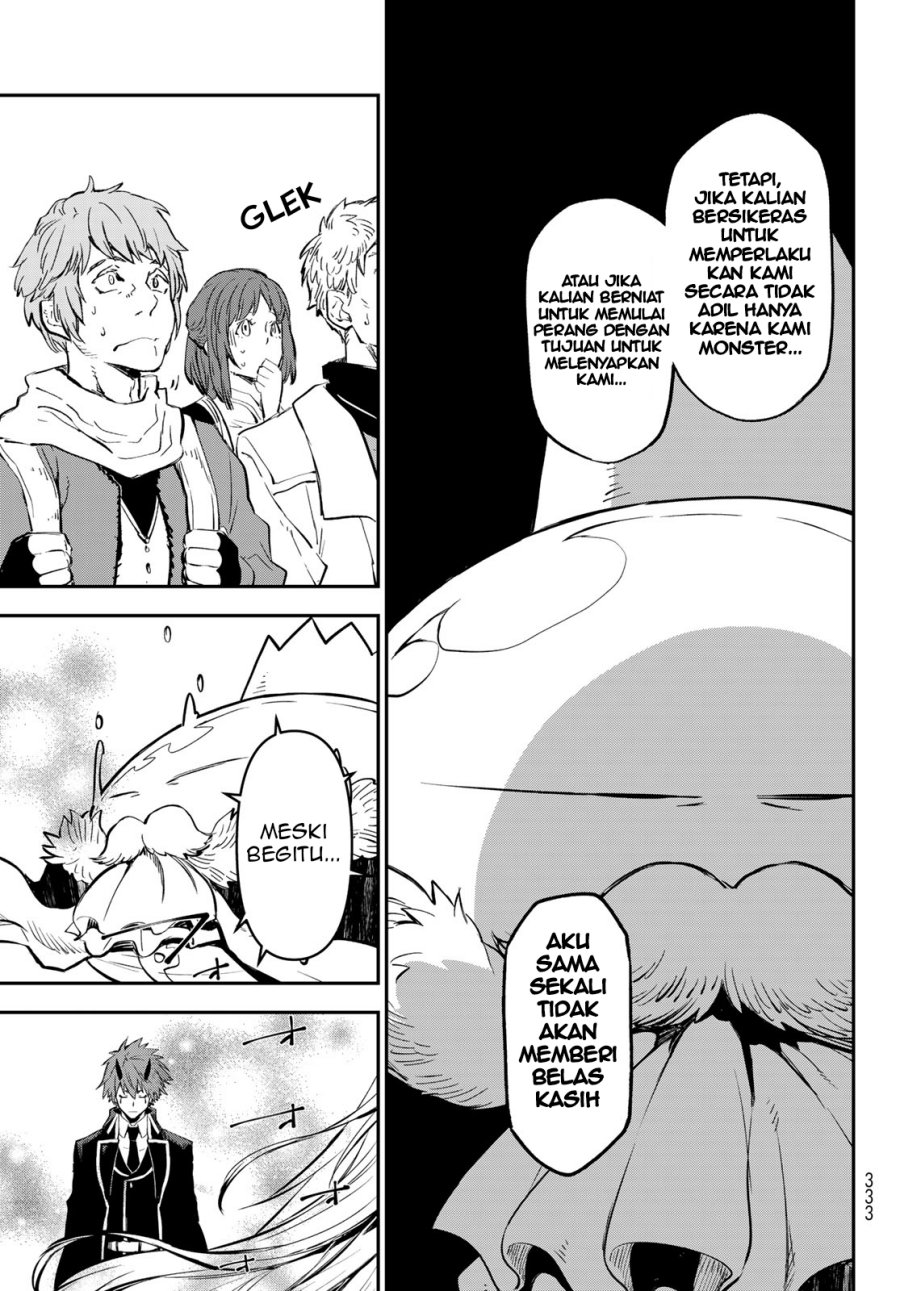 TETAPI,
JIKA KALIAN
BERSIKERAS
UNTUK
MEMPERLAKU
KAN KAMI
SECARA TIDAK
ADIL HANYA
KARENA KAMI
MONSTER...
ATAU JIKA
KALIAN BERNIAT
UNTUK MEMULAI
PERANG DENGAN
TUJUAN UNTUK
MELENYAPKAN
KAMI...
AKU
SAMA
SEKALI
TIDAK
AKAN
MEMBERI
BELAS
KASIH
GLEK
MESKI
BEGITU...
333